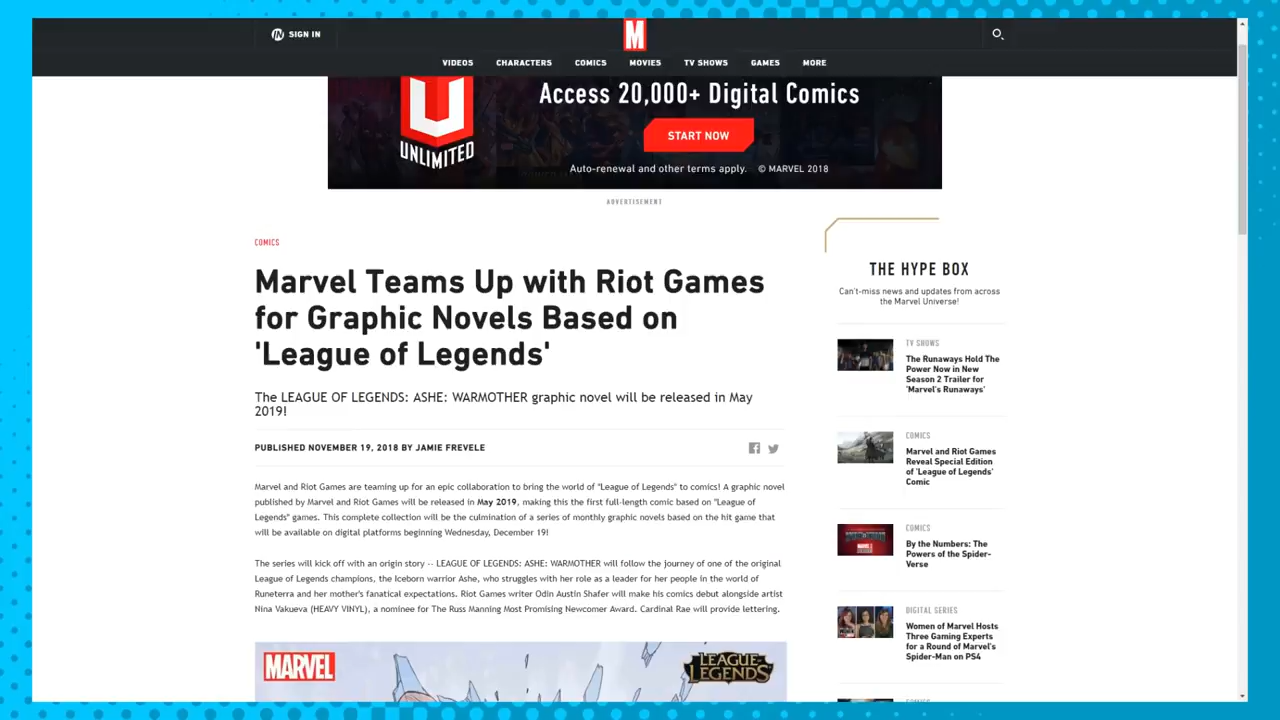 SIGN IN
M
VIDEOS CHARACTERS COMICS MOVIES TV SHOWS GAMES MORE
U
UNLIMITED
Access 20,000+ Digital Comics
START NOW
Auto-renewal and other terms apply. © MARVEL 2018
ADVERTISEMENT
COMICS
Marvel Teams Up with Riot Games
for Graphic Novels Based on
'League of Legends'
The LEAGUE OF LEGENDS: ASHE: WARMOTHER graphic novel will be released in May
2019!
PUBLISHED NOVEMBER 19, 2018 BY JAMIE FREVELE
Marvel and Riot Games are teaming up for an epic collaboration to bring the world of "League of Legends" to comics! A graphic novel
published by Marvel and Riot Games will be released in May 2019, making this the first full-length comic based on "League of
Legends" games. This complete collection will be the culmination of a series of monthly graphic novels based on the hit game that
will be available on digital platforms beginning Wednesday, December 19!
The series will kick off with an origin story -- LEAGUE OF LEGENDS: ASHE: WARMOTHER will follow the journey of one of the original
League of Legends champions, the Iceborn warrior Ashe, who struggles with her role as a leader for her people in the world of
Runeterra and her mother's fanatical expectations. Riot Games writer Odin Austin Shafer will make his comics debut alongside artist
Nina Vakueva (HEAVY VINYL), a nominee for The Russ Manning Most Promising Newcomer Award. Cardinal Rae will provide lettering.
MARVEL
LEAGUE OF LEGENDS
THE HYPE BOX
Can't-miss news and updates from across
the Marvel Universe!
TV SHOWS
The Runaways Hold The
Power Now in New
Season 2 Trailer for
'Marvel's Runaways'
COMICS
Marvel and Riot Games
Reveal Special Edition
of 'League of Legends'
Comic
COMICS
By the Numbers: The
Powers of the Spider-
Verse
DIGITAL SERIES
Women of Marvel Hosts
Three Gaming Experts
for a Round of Marvel's
Spider-Man on PS4